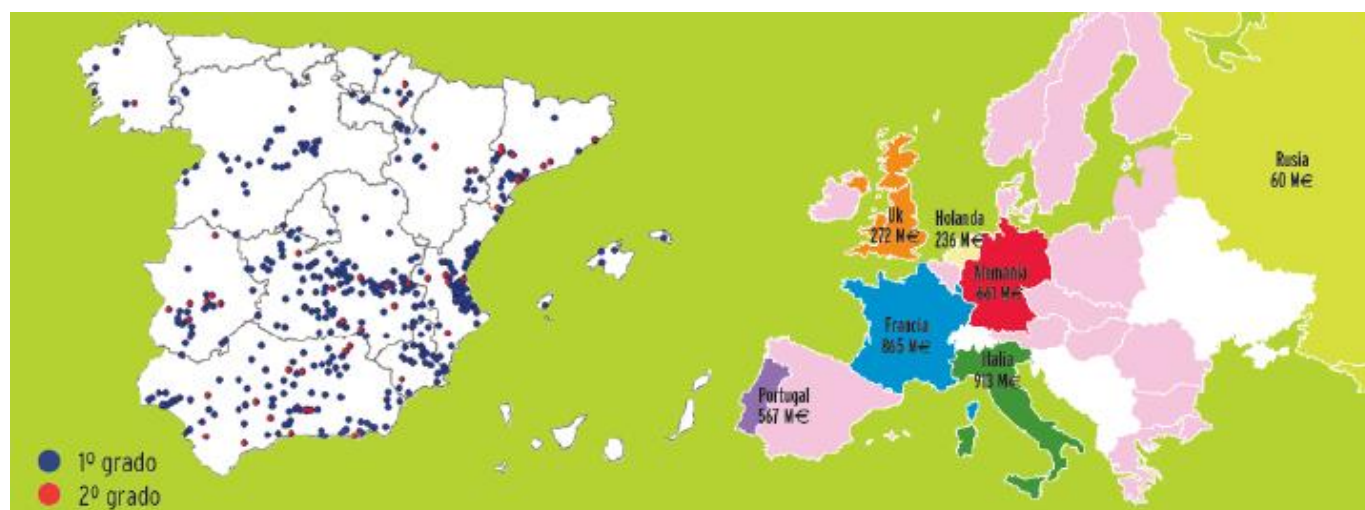 1º grado
2º grado
Rusia
60 M€
Uk
272 M€
Holanda
236 M€
Alemania
661 M€
Francia
865 M€
Italia
913 M€
Portugal
567 M€